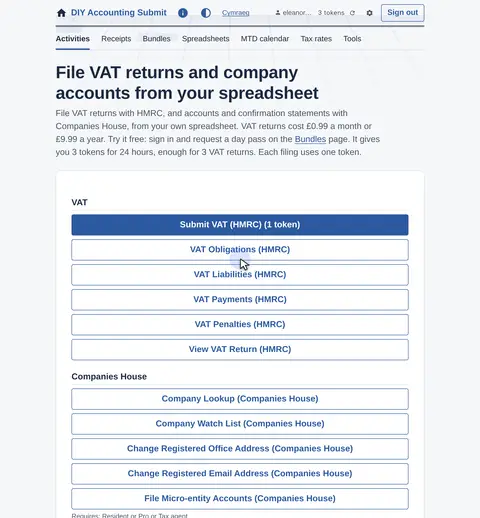 DIY Accounting Submit
Cymraeg
eleanor...
3 tokens
Sign out
Activities
Receipts
Bundles
Spreadsheets
MTD calendar
Tax rates
Tools
File VAT returns and company
accounts from your spreadsheet
File VAT returns with HMRC, and accounts and confirmation statements with
Companies House, from your own spreadsheet. VAT returns cost £0.99 a month or
£9.99 a year. Try it free: sign in and request a day pass on the Bundles page. It gives
you 3 tokens for 24 hours, enough for 3 VAT returns. Each filing uses one token.
VAT
Submit VAT (HMRC) (1 token)
VAT Obligations (HMRC)
VAT Liabilities (HMRC)
VAT Payments (HMRC)
VAT Penalties (HMRC)
View VAT Return (HMRC)
Companies House
Company Lookup (Companies House)
Company Watch List (Companies House)
Change Registered Office Address (Companies House)
Change Registered Email Address (Companies House)
File Micro-entity Accounts (Companies House)
Requires: Resident or Pro or Tax agent